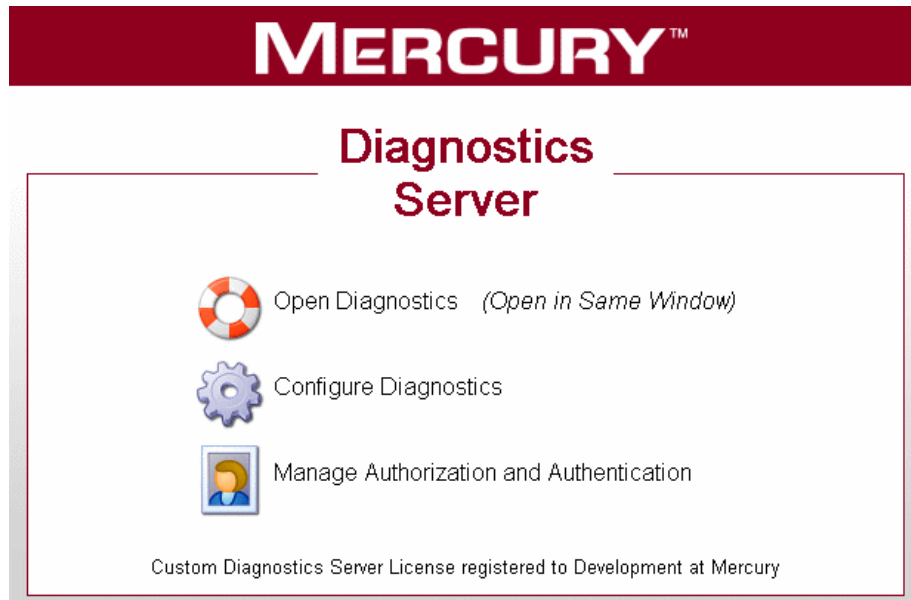 MERCURY™
Diagnostics
Server
Open Diagnostics (Open in Same Window)
Configure Diagnostics
Manage Authorization and Authentication
Custom Diagnostics Server License registered to Development at Mercury